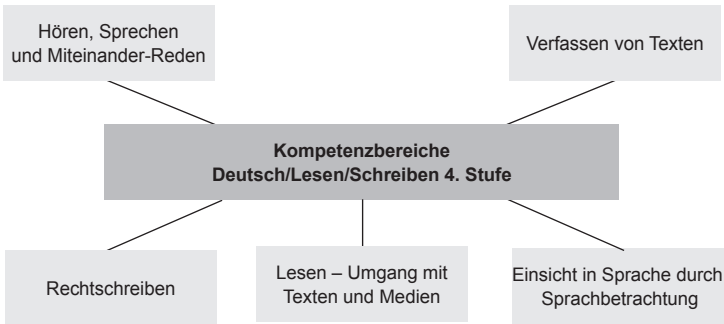 Hören, Sprechen
und Miteinander-Reden
Verfassen von Texten
Kompetenzbereiche
Deutsch/Lesen/Schreiben 4. Stufe
Rechtschreiben
Lesen – Umgang mit
Texten und Medien
Einsicht in Sprache durch
Sprachbetrachtung